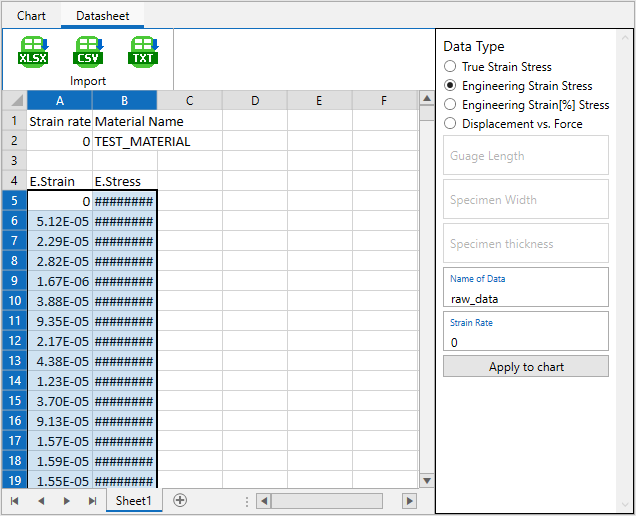 Chart Datasheet
XLSX CSV TXT
Import
A B C D E F
1 Strain rate Material Name
2 0 TEST_MATERIAL
3
4 E.Strain E.Stress
5 0 ########
6 5.12E-05 ########
7 2.29E-05 ########
8 2.82E-05 ########
9 1.67E-06 ########
10 3.88E-05 ########
11 9.35E-05 ########
12 2.17E-05 ########
13 4.38E-05 ########
14 1.23E-05 ########
15 3.70E-05 ########
16 9.13E-05 ########
17 1.57E-05 ########
18 1.59E-05 ########
19 1.55E-05 ########
Sheet1
Data Type
True Strain Stress
Engineering Strain Stress
Engineering Strain[%] Stress
Displacement vs. Force
Guage Length
Specimen Width
Specimen thickness
Name of Data
raw_data
Strain Rate
0
Apply to chart